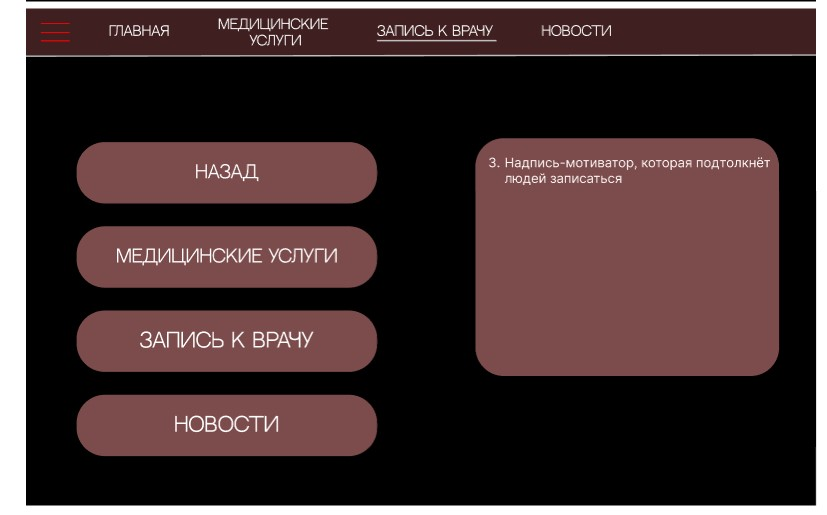 ГЛАВНАЯ
МЕДИЦИНСКИЕ
УСЛУГИ
ЗАПИСЬ К ВРАЧУ
НОВОСТИ
НАЗАД
МЕДИЦИНСКИЕ УСЛУГИ
ЗАПИСЬ К ВРАЧУ
НОВОСТИ
3. Надпись-мотиватор, которая подтолкнёт
людей записаться